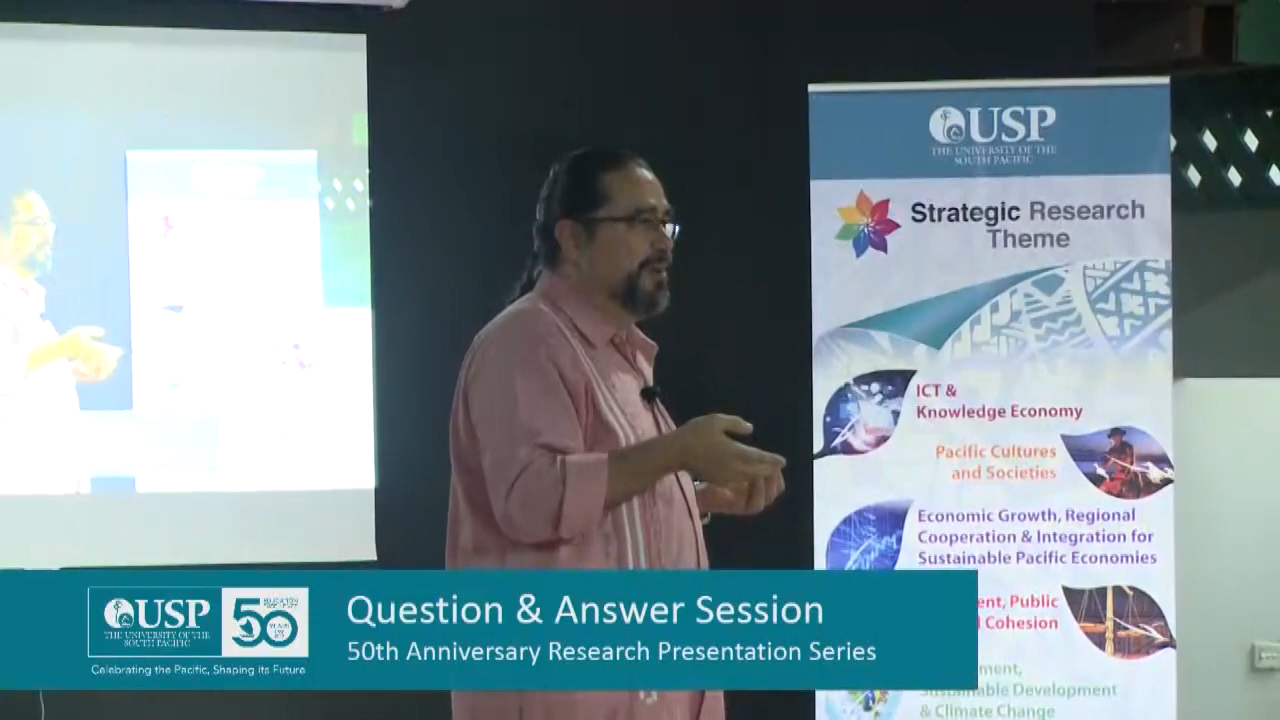 USP
THE UNIVERSITY OF THE
SOUTH PACIFIC
Strategic Research
Theme
ICT &
Knowledge Economy
Pacific Cultures
and Societies
Economic Growth, Regional
Cooperation & Integration for
Sustainable Pacific Economies
ent, Public
l Cohesion
ment,
Sustainable Development
& Climate Change
USP
THE UNIVERSITY OF THE
SOUTH PACIFIC
50
YEARS
Celebrating the Pacific, Shaping its Future
Question & Answer Session
50th Anniversary Research Presentation Series